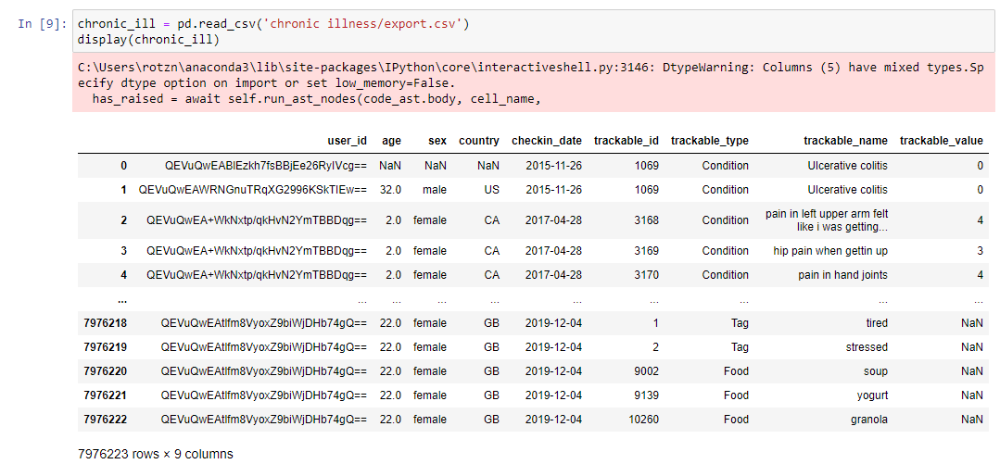 In [9]: chronic_ill = pd.read_csv('chronic illness/export.csv')
display(chronic_ill)
C:\Users\rotzn\anaconda3\lib\site-packages\IPython\core\interactiveshell.py:3146: DtypeWarning: Columns (5) have mixed types.Sp
ecify dtype option on import or set low_memory=False.
has_raised = await self.run_ast_nodes(code_ast.body, cell_name,
user_id age sex country checkin_date trackable_id trackable_type trackable_name trackable_value
0 QEVuQwEABlEzkh7fsBBjEe26RyIVcg== NaN NaN NaN 2015-11-26 1069 Condition Ulcerative colitis 0
1 QEVuQwEAWRNGnuTRqXG2996KSkTIEw== 32.0 male US 2015-11-26 1069 Condition Ulcerative colitis 0
2 QEVuQwEA+WkNxtp/qkHvN2YmTBBDqg== 2.0 female CA 2017-04-28 3168 Condition pain in left upper arm felt
like i was getting... 4
3 QEVuQwEA+WkNxtp/qkHvN2YmTBBDqg== 2.0 female CA 2017-04-28 3169 Condition hip pain when gettin up 3
4 QEVuQwEA+WkNxtp/qkHvN2YmTBBDqg== 2.0 female CA 2017-04-28 3170 Condition pain in hand joints 4
... ... ... ... ... ... ... ... ... ...
7976218 QEVuQwEAtlfm8VyoxZ9biWjDHb74gQ== 22.0 female GB 2019-12-04 1 Tag tired NaN
7976219 QEVuQwEAtlfm8VyoxZ9biWjDHb74gQ== 22.0 female GB 2019-12-04 2 Tag stressed NaN
7976220 QEVuQwEAtlfm8VyoxZ9biWjDHb74gQ== 22.0 female GB 2019-12-04 9002 Food soup NaN
7976221 QEVuQwEAtlfm8VyoxZ9biWjDHb74gQ== 22.0 female GB 2019-12-04 9139 Food yogurt NaN
7976222 QEVuQwEAtlfm8VyoxZ9biWjDHb74gQ== 22.0 female GB 2019-12-04 10260 Food granola NaN
7976223 rows × 9 columns